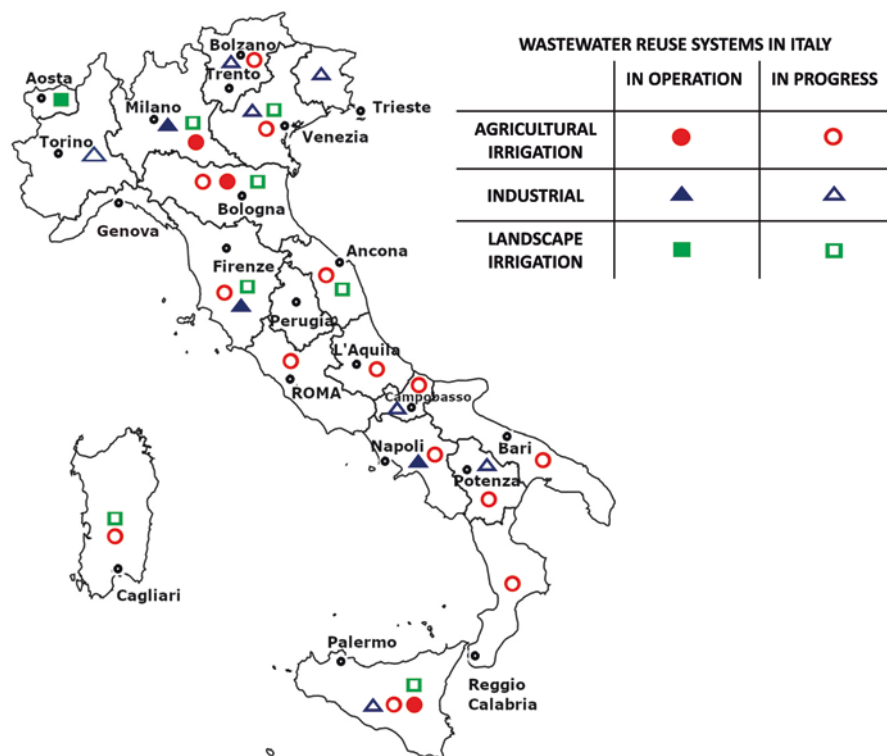 WASTEWATER REUSE SYSTEMS IN ITALY
IN OPERATION
IN PROGRESS
AGRICULTURAL
IRRIGATION
INDUSTRIAL
LANDSCAPE
IRRIGATION
Bolzano
Trento
Aosta
Milano
Trieste
Venezia
Torino
Bologna
Genova
Firenze
Ancona
Perugia
L'Aquila
ROMA
Campobasso
Napoli
Bari
Potenza
Cagliari
Palermo
Reggio
Calabria